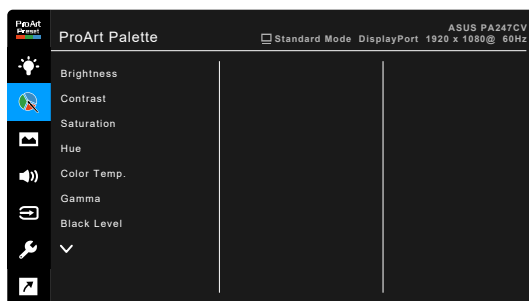 ProArt
Preset
ProArt Palette
ASUS PA247CV
Standard Mode DisplayPort 1920 x 1080@ 60Hz
Brightness
Contrast
Saturation
Hue
Color Temp.
Gamma
Black Level